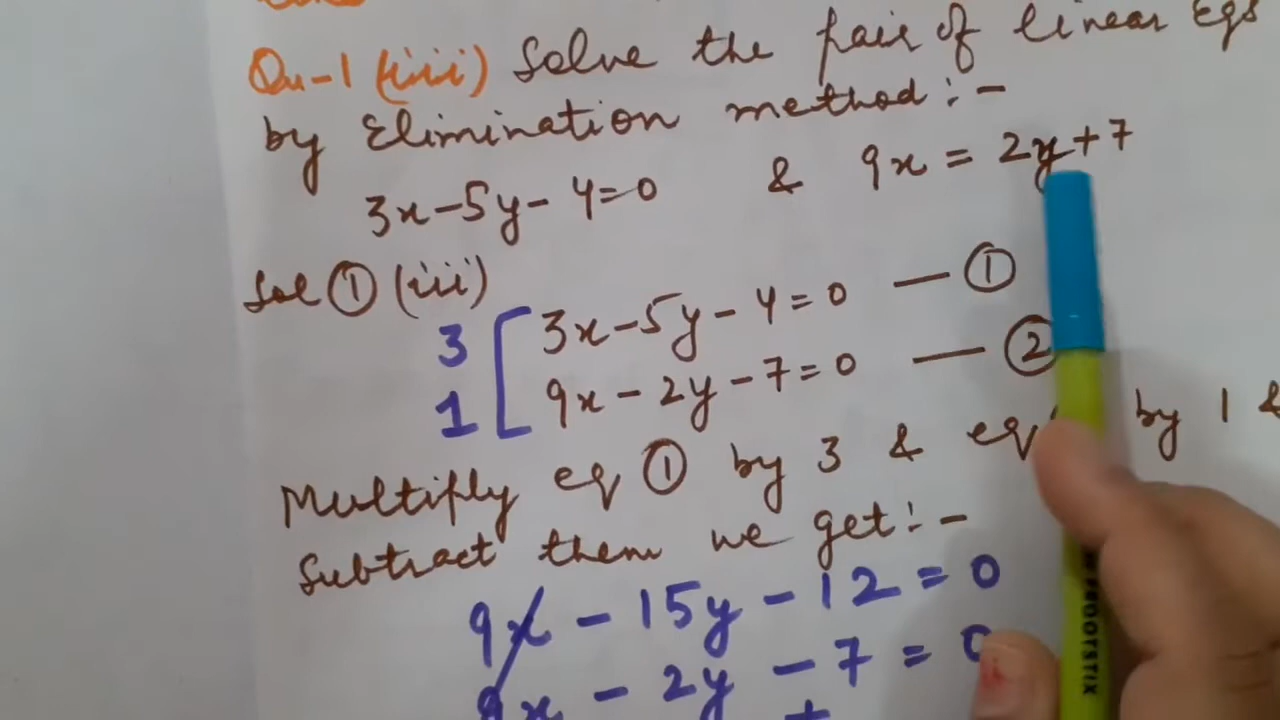 Qu-1 (iii) Solve the pair of linear Eqs
by Elimination method :-
3x-5y-4=0 & 9x = 2y+7
Sol ① (iii)
3 [ 3x-5y-4=0 — ①
1 [ 9x-2y-7=0 — ②
Multiply eq ① by 3 & eq by 1 &
Subtract them we get :-
9x - 15y - 12 = 0
9x - 2y - 7 = 0
+
PROOTSTIX